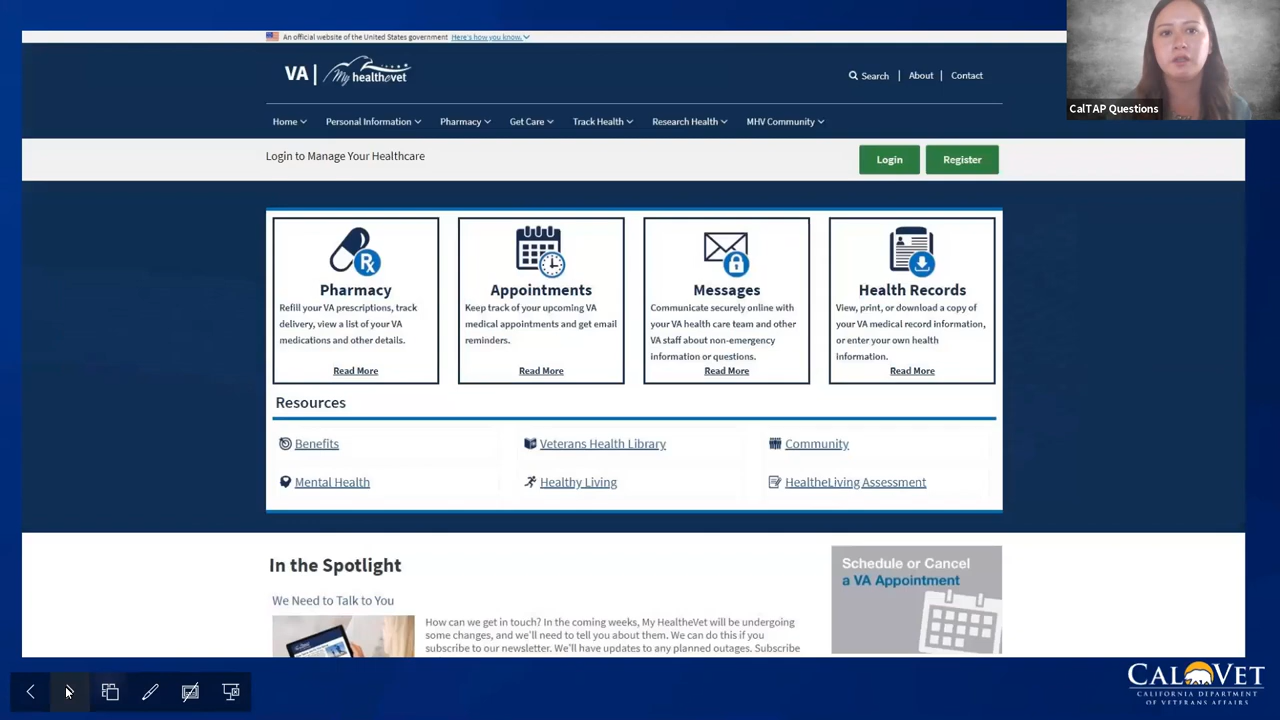 An official website of the United States government Here's how you know.
VA | My healthevet
Search | About | Contact
CalTAP Questions
Home Personal Information Pharmacy Get Care Track Health Research Health MHV Community
Login to Manage Your Healthcare
Login Register
Pharmacy
Refill your VA prescriptions, track
delivery, view a list of your VA
medications and other details.
Read More
Appointments
Keep track of your upcoming VA
medical appointments and get email
reminders.
Read More
Messages
Communicate securely online with
your VA health care team and other
VA staff about non-emergency
information or questions.
Read More
Health Records
View, print, or download a copy of
your VA medical record information,
or enter your own health
information.
Read More
Resources
Benefits
Veterans Health Library
Community
Mental Health
Healthy Living
HealtheLiving Assessment
In the Spotlight
We Need to Talk to You
How can we get in touch? In the coming weeks, My HealtheVet will be undergoing
some changes, and we'll need to tell you about them. We can do this if you
subscribe to our newsletter. We'll have updates to any planned outages. Subscribe
Schedule or Cancel
a VA Appointment
CALVET
CALIFORNIA DEPARTMENT
OF VETERANS AFFAIRS